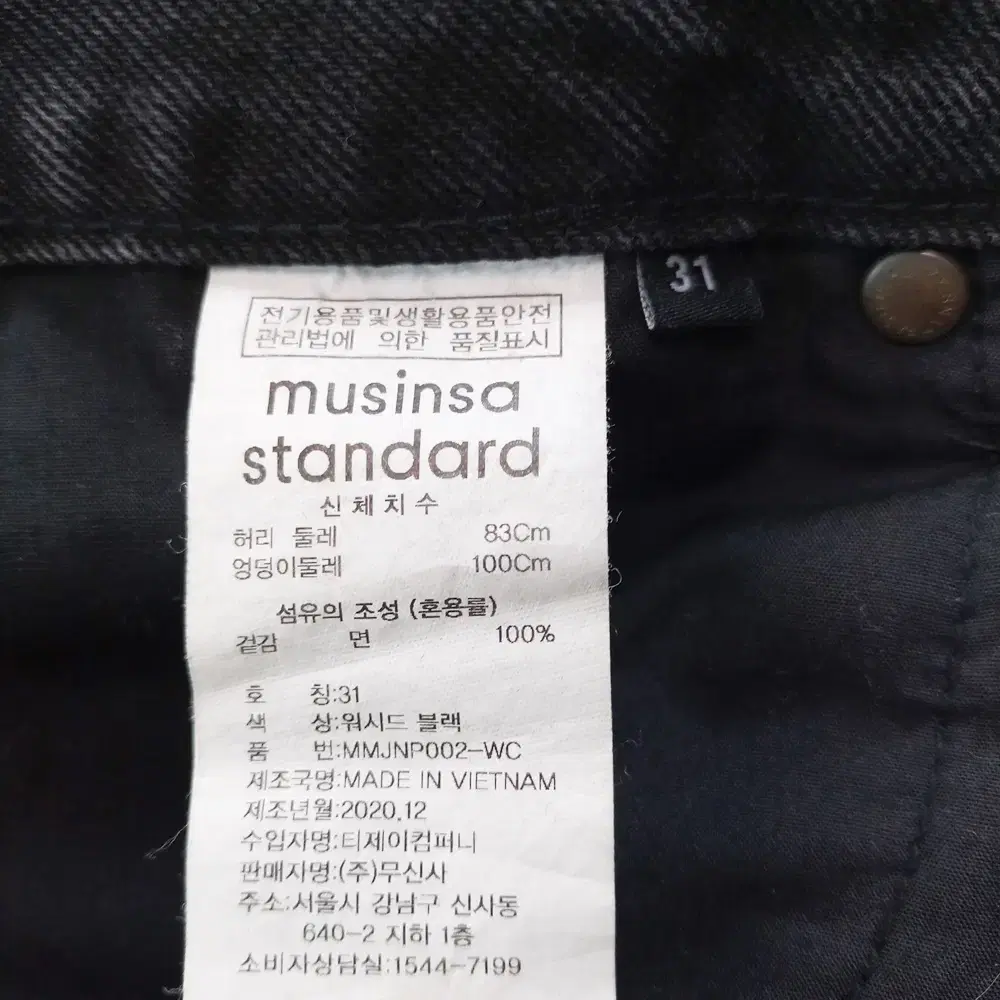 전기용품및생활용품안전
관리법에 의한 품질표시
musinsa
standard
신체치수
허리 둘레 83Cm
엉덩이둘레 100Cm
섬유의 조성 (혼용률)
겉감 면 100%
호 칭:31
색 상:워시드 블랙
품 번:MMJNP002-WC
제조국명:MADE IN VIETNAM
제조년월:2020.12
수입자명:티제이컴퍼니
판매자명:(주)무신사
주소:서울시 강남구 신사동
640-2 지하 1층
소비자상담실:1544-7199
31